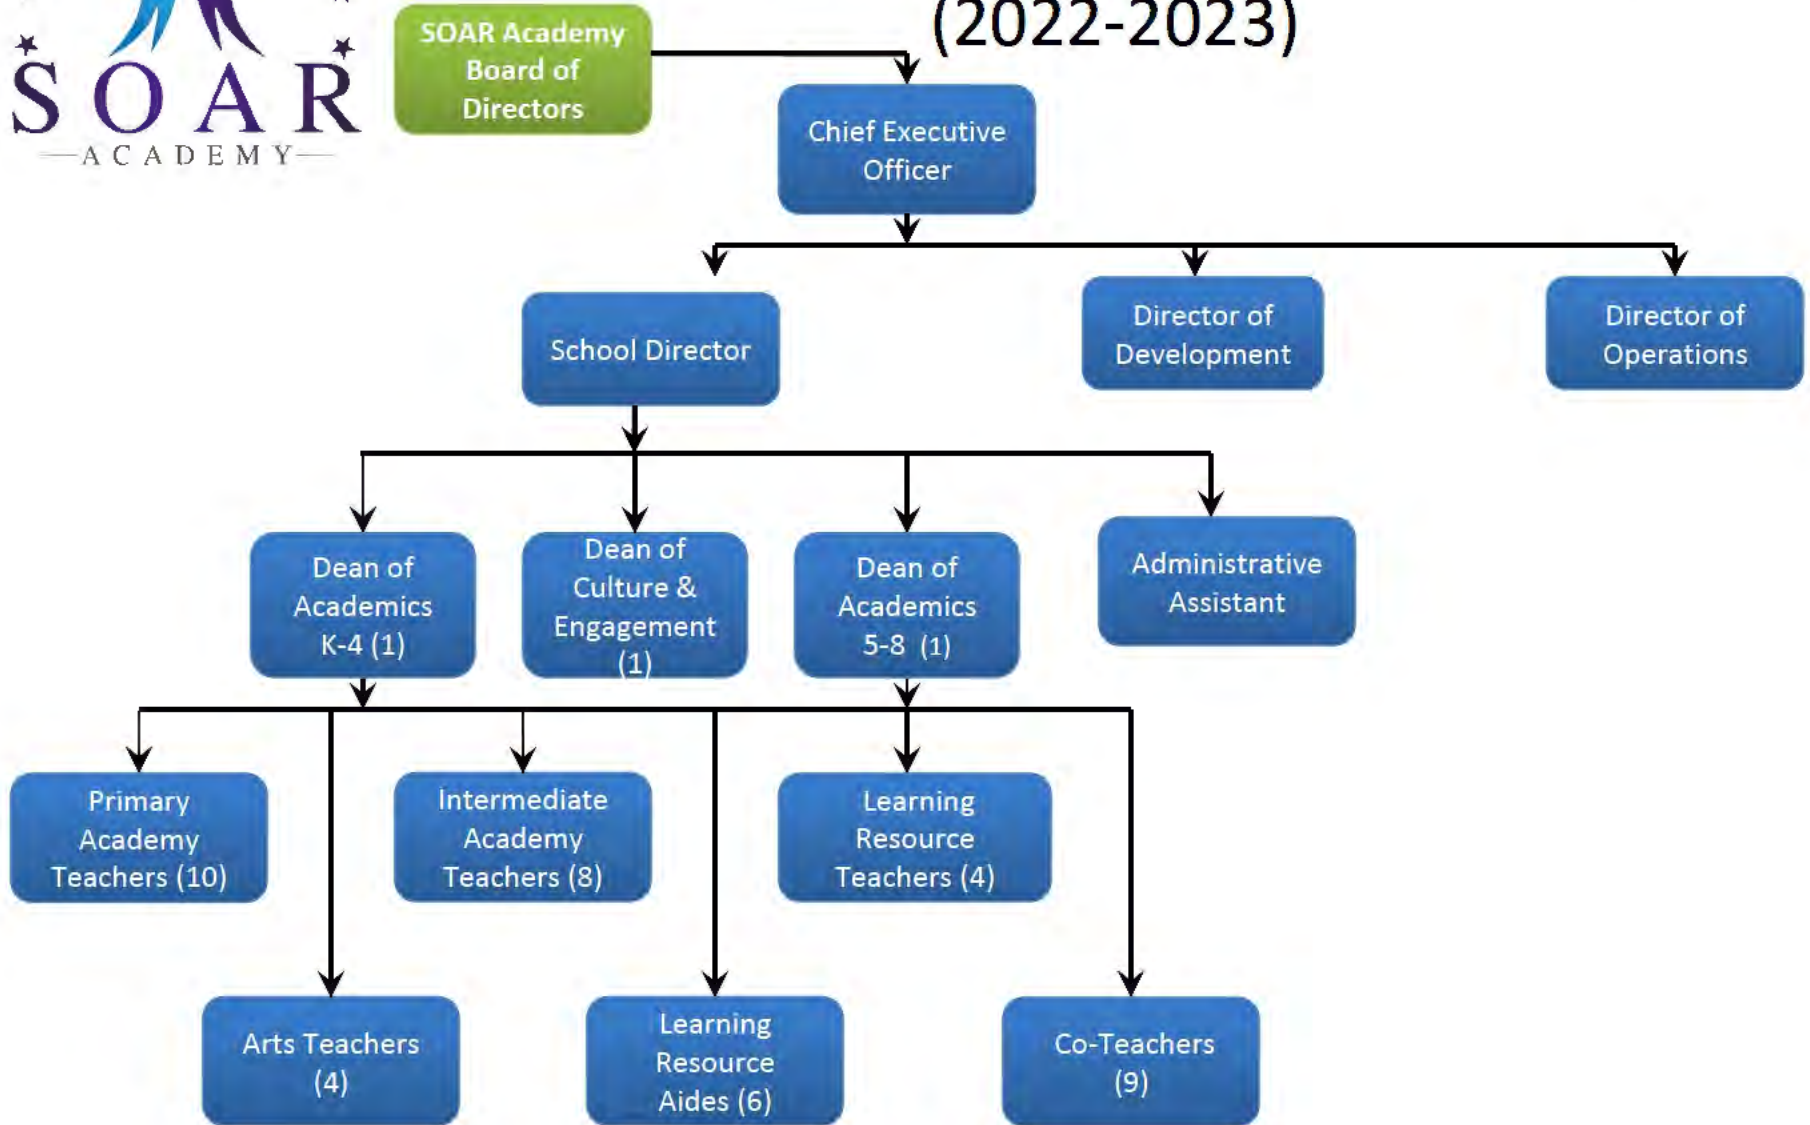 (2022-2023)
SOAR
ACADEMY
SOAR Academy
Board of
Directors
Chief Executive
Officer
School Director
Director of
Development
Director of
Operations
Dean of
Academics
K-4 (1)
Dean of
Culture &
Engagement
(1)
Dean of
Academics
5-8 (1)
Administrative
Assistant
Primary
Academy
Teachers (10)
Intermediate
Academy
Teachers (8)
Learning
Resource
Teachers (4)
Arts Teachers
(4)
Learning
Resource
Aides (6)
Co-Teachers
(9)